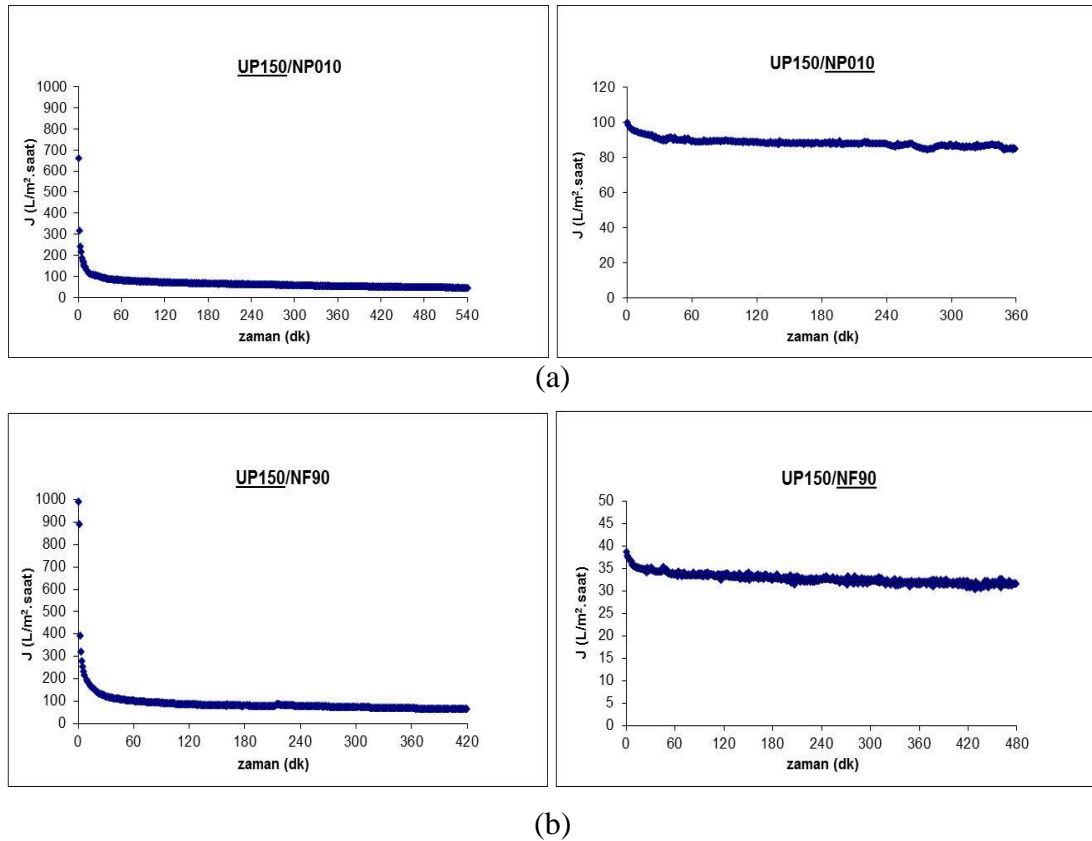 UP150/NP010
1000
900
800
700
600
500
400
300
200
100
0
J (L/m².saat)
0 60 120 180 240 300 360 420 480 540
zaman (dk)
UP150/NP010
120
100
80
60
40
20
0
J (L/m².saat)
0 60 120 180 240 300 360
zaman (dk)
(a)
UP150/NF90
1000
900
800
700
600
500
400
300
200
100
0
J (L/m².saat)
0 60 120 180 240 300 360 420
zaman (dk)
UP150/NF90
50
45
40
35
30
25
20
15
10
5
0
J (L/m².saat)
0 60 120 180 240 300 360 420 480
zaman (dk)
(b)